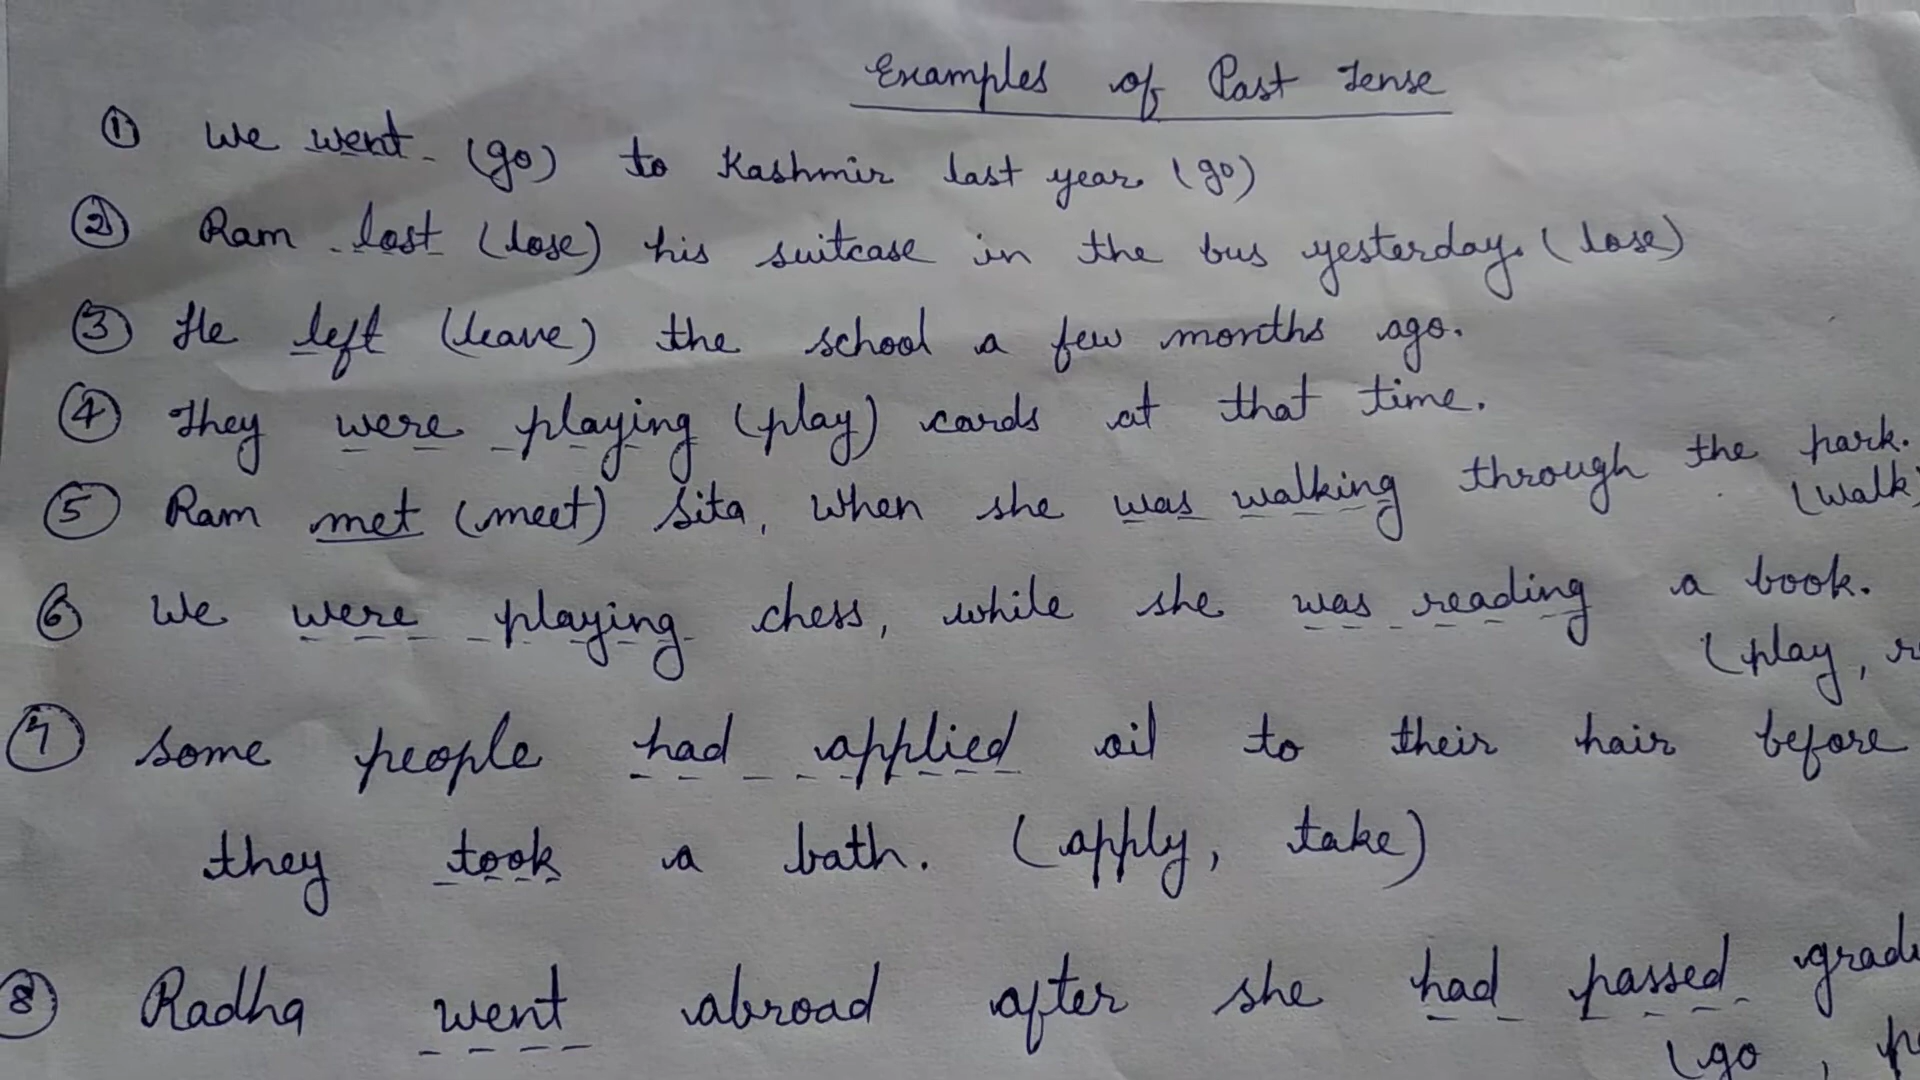 Examples of Past Tense
① We went (go) to Kashmir last year. (go)
② Ram lost (lose) his suitcase in the bus yesterday. (lose)
③ He left (leave) the school a few months ago.
④ They were playing (play) cards at that time.
⑤ Ram met (meet) Sita, when she was walking through the park.
(walk)
⑥ We were playing chess, while she was reading a book.
(play,
⑦ Some people had applied oil to their hair before
they took a bath. (apply, take)
⑧ Radha went abroad after she had passed
(go ,